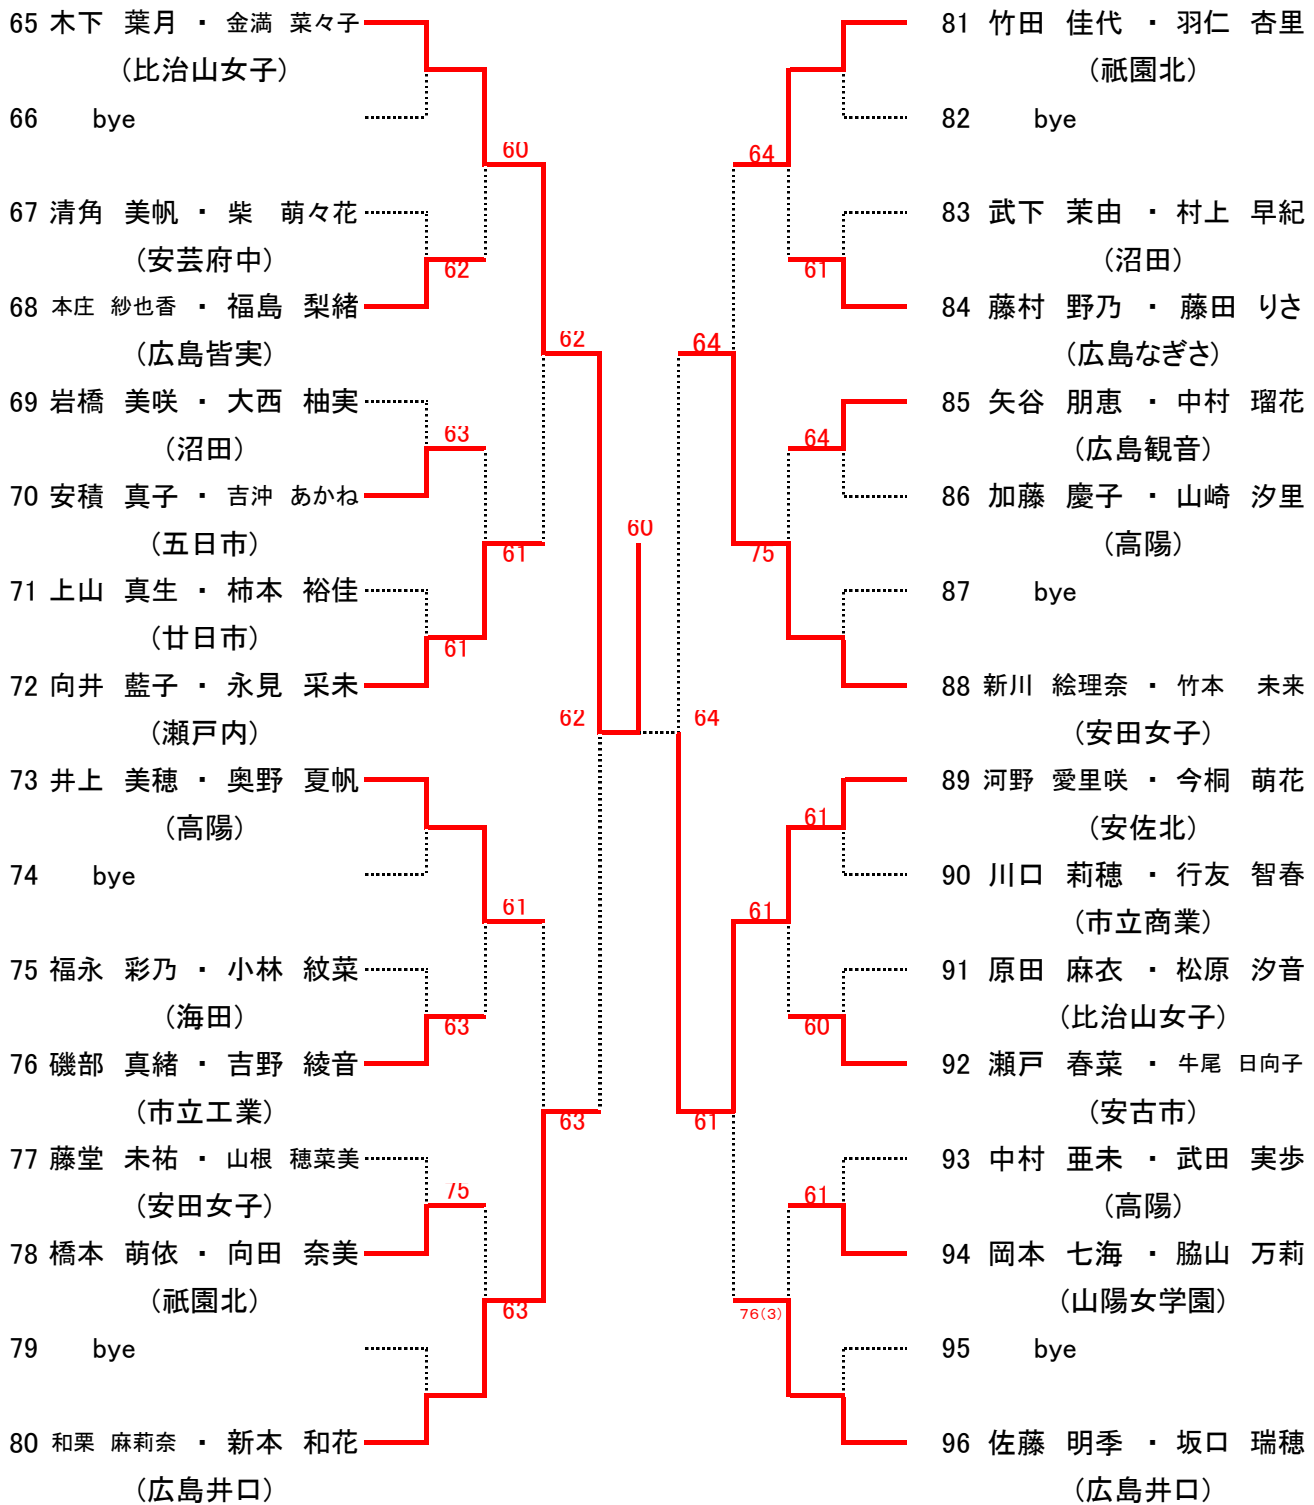 65 木下 葉月 ・ 金満 菜々子
(比治山女子)
66 bye
60
67 清角 美帆 ・ 柴 萌々花
(安芸府中)
62
68 本庄 紗也香 ・ 福島 梨緒
(広島皆実)
62
69 岩橋 美咲 ・ 大西 柚実
(沼田)
63
70 安積 真子 ・ 吉沖 あかね
(五日市)
61
71 上山 真生 ・ 柿本 裕佳
(廿日市)
61
72 向井 藍子 ・ 永見 采未
(瀬戸内)
62
73 井上 美穂 ・ 奥野 夏帆
(高陽)
74 bye
61
75 福永 彩乃 ・ 小林 紋菜
(海田)
63
76 磯部 真緒 ・ 吉野 綾音
(市立工業)
63
77 藤堂 未祐 ・ 山根 穂菜美
(安田女子)
75
78 橋本 萌依 ・ 向田 奈美
(祇園北)
63
79 bye
80 和栗 麻莉奈 ・ 新本 和花
(広島井口)
60
81 竹田 佳代 ・ 羽仁 杏里
(祇園北)
82 bye
64
83 武下 茉由 ・ 村上 早紀
(沼田)
61
84 藤村 野乃 ・ 藤田 りさ
(広島なぎさ)
64
85 矢谷 朋恵 ・ 中村 瑠花
(広島観音)
64
86 加藤 慶子 ・ 山崎 汐里
(高陽)
75
87 bye
88 新川 絵理奈 ・ 竹本 未来
(安田女子)
64
89 河野 愛里咲 ・ 今桐 萌花
(安佐北)
61
90 川口 莉穂 ・ 行友 智春
(市立商業)
61
91 原田 麻衣 ・ 松原 汐音
(比治山女子)
60
92 瀬戸 春菜 ・ 牛尾 日向子
(安古市)
61
93 中村 亜未 ・ 武田 実歩
(高陽)
61
94 岡本 七海 ・ 脇山 万莉
(山陽女学園)
76(3)
95 bye
96 佐藤 明季 ・ 坂口 瑞穂
(広島井口)